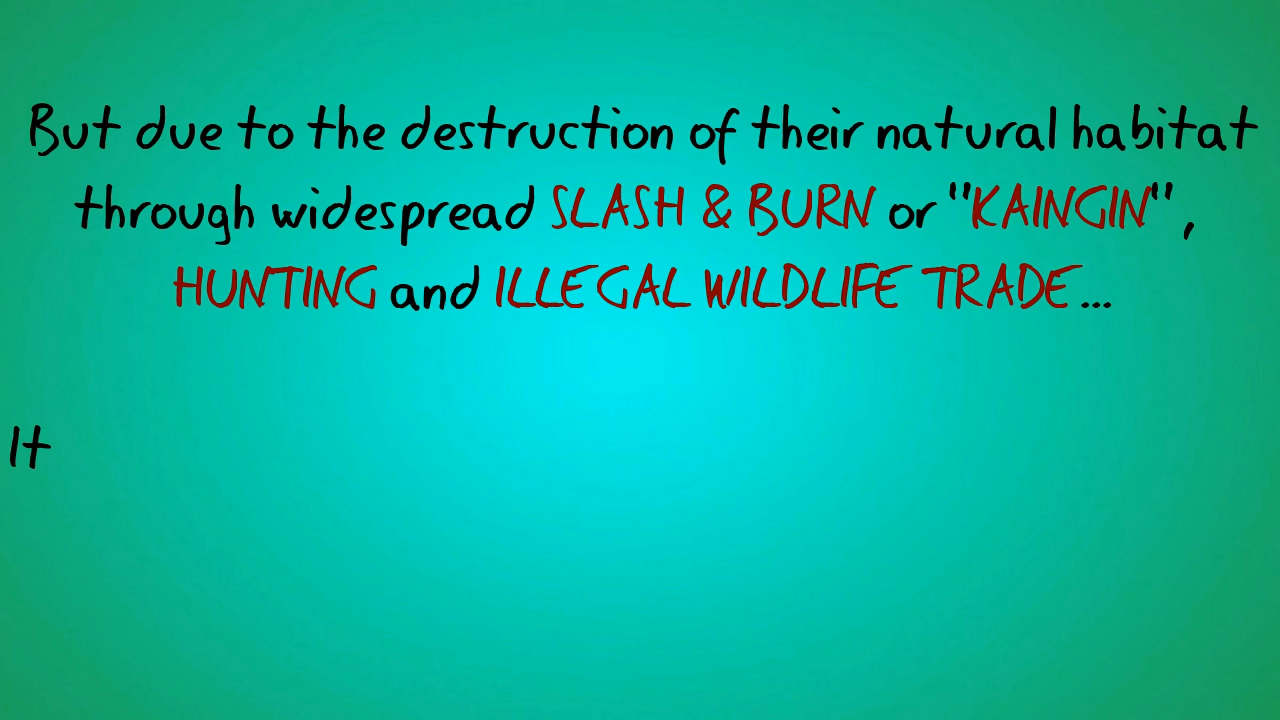 But due to the destruction of their natural habitat
through widespread SLASH & BURN or "KAINGIN" ,
HUNTING and ILLEGAL WILDLIFE TRADE...
It